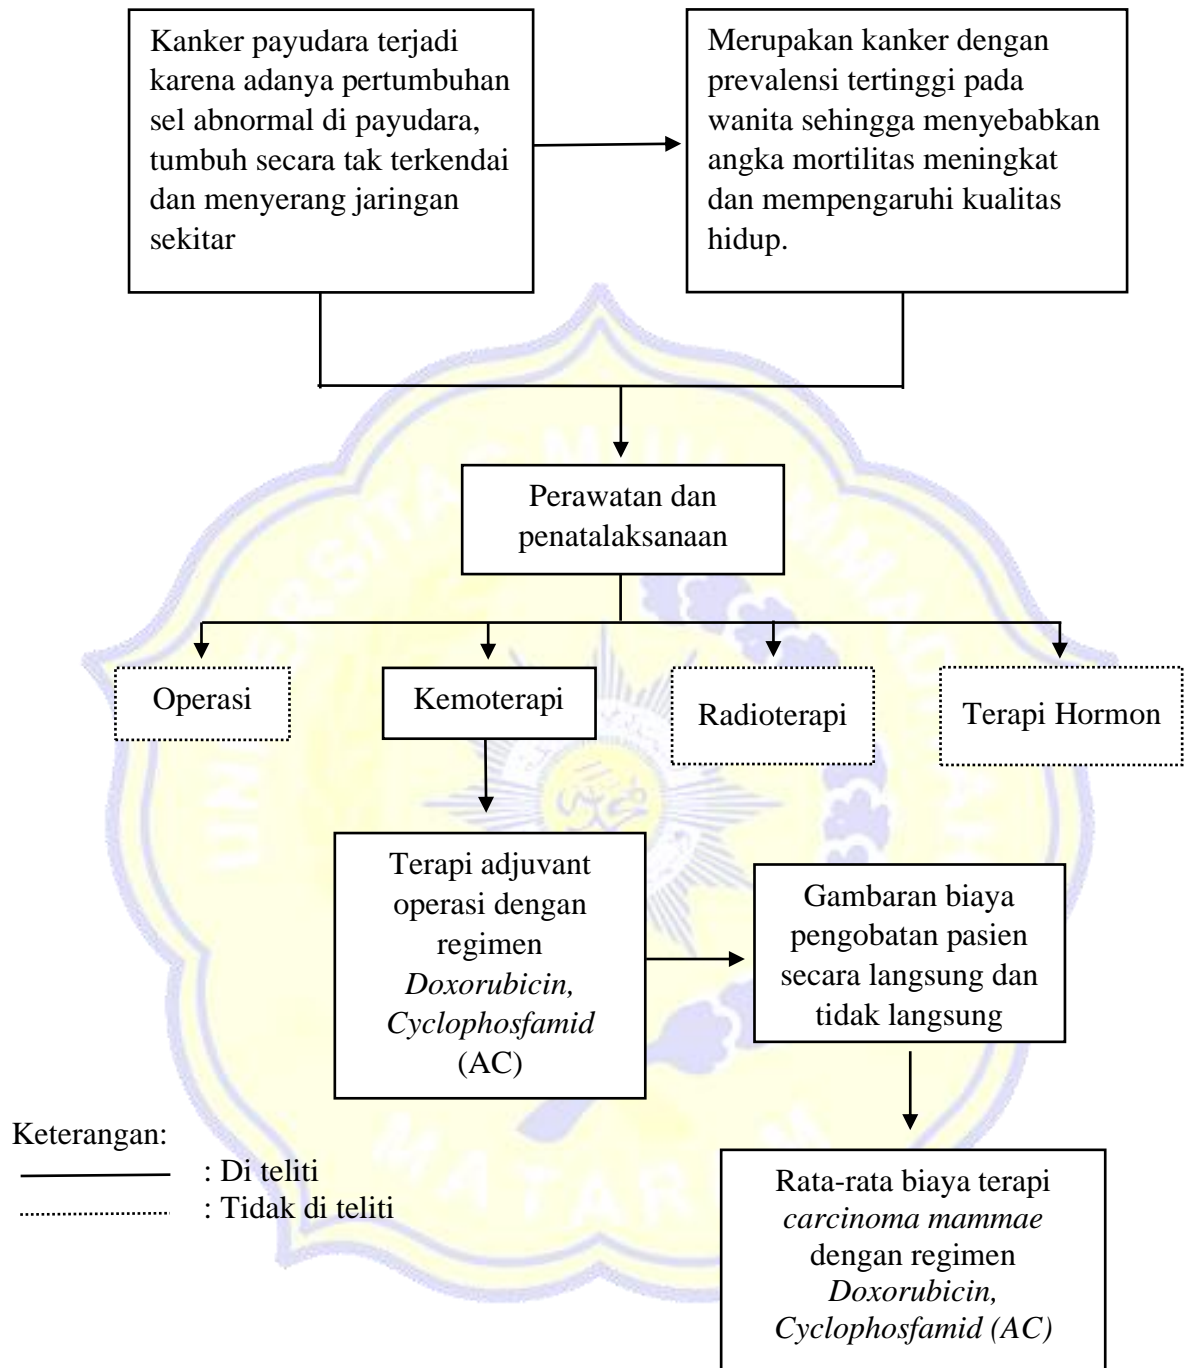 Kanker payudara terjadi
karena adanya pertumbuhan
sel abnormal di payudara,
tumbuh secara tak terkendai
dan menyerang jaringan
sekitar
Merupakan kanker dengan
prevalensi tertinggi pada
wanita sehingga menyebabkan
angka mortilitas meningkat
dan mempengaruhi kualitas
hidup.
Perawatan dan
penatalaksanaan
Operasi
Kemoterapi
Radioterapi
Terapi Hormon
Terapi adjuvant
operasi dengan
regimen
Doxorubicin,
Cyclophosfamid
(AC)
Gambaran biaya
pengobatan pasien
secara langsung dan
tidak langsung
Keterangan:
: Di teliti
: Tidak di teliti
Rata-rata biaya terapi
carcinoma mammae
dengan regimen
Doxorubicin,
Cyclophosfamid (AC)
MATARAM